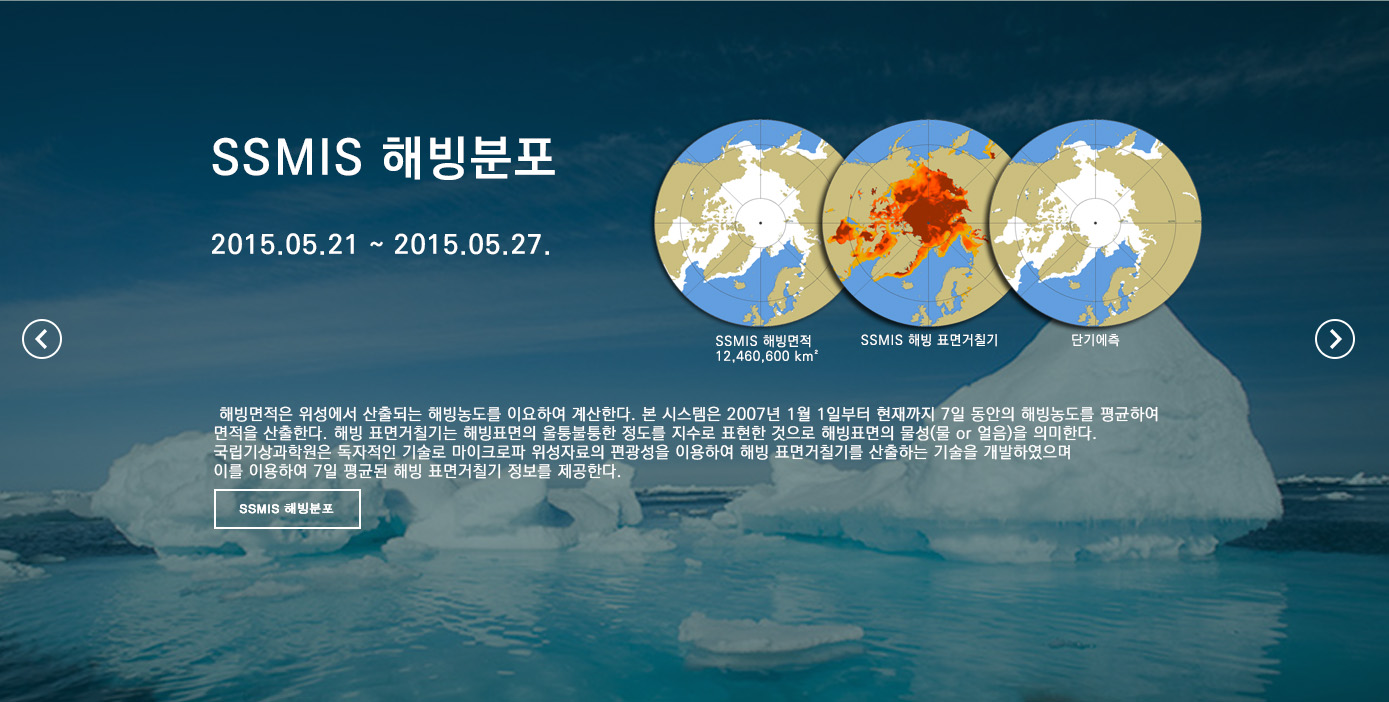 SSMIS 해빙분포
2015.05.21 ~ 2015.05.27.
SSMIS 해빙면적
12,460,600 km²
SSMIS 해빙 표면거칠기
단기예측
해빙면적은 위성에서 산출되는 해빙농도를 이요하여 계산한다. 본 시스템은 2007년 1월 1일부터 현재까지 7일 동안의 해빙농도를 평균하여
면적을 산출한다. 해빙 표면거칠기는 해빙표면의 울퉁불퉁한 정도를 지수로 표현한 것으로 해빙표면의 물성(물 or 얼음)을 의미한다.
국립기상과학원은 독자적인 기술로 마이크로파 위성자료의 편광성을 이용하여 해빙 표면거칠기를 산출하는 기술을 개발하였으며
이를 이용하여 7일 평균된 해빙 표면거칠기 정보를 제공한다.
SSMIS 해빙분포